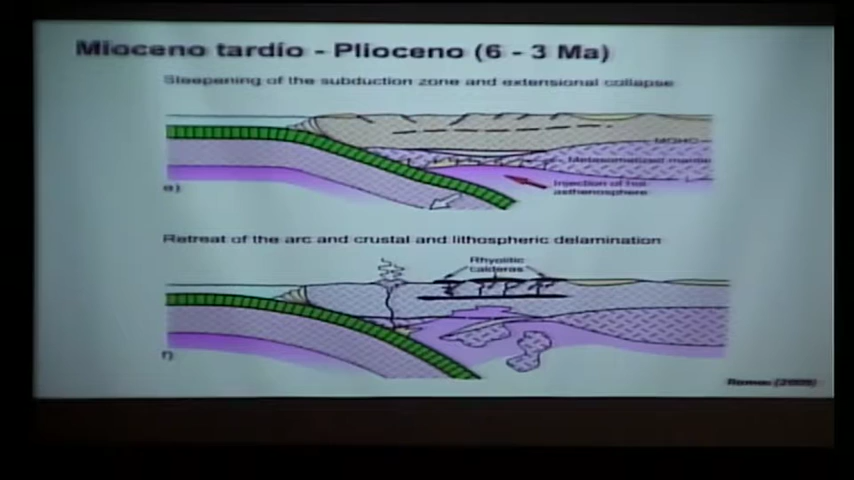 Mioceno tardío - Plioceno (6 - 3 Ma)
Steepening of the subduction zone and extensional collapse
MOHO
Metasomatized mantle
Injection of hot
asthenosphere
e)
Retreat of the arc and crustal and lithospheric delamination
Rhyolitic
calderas
f)
Ramos